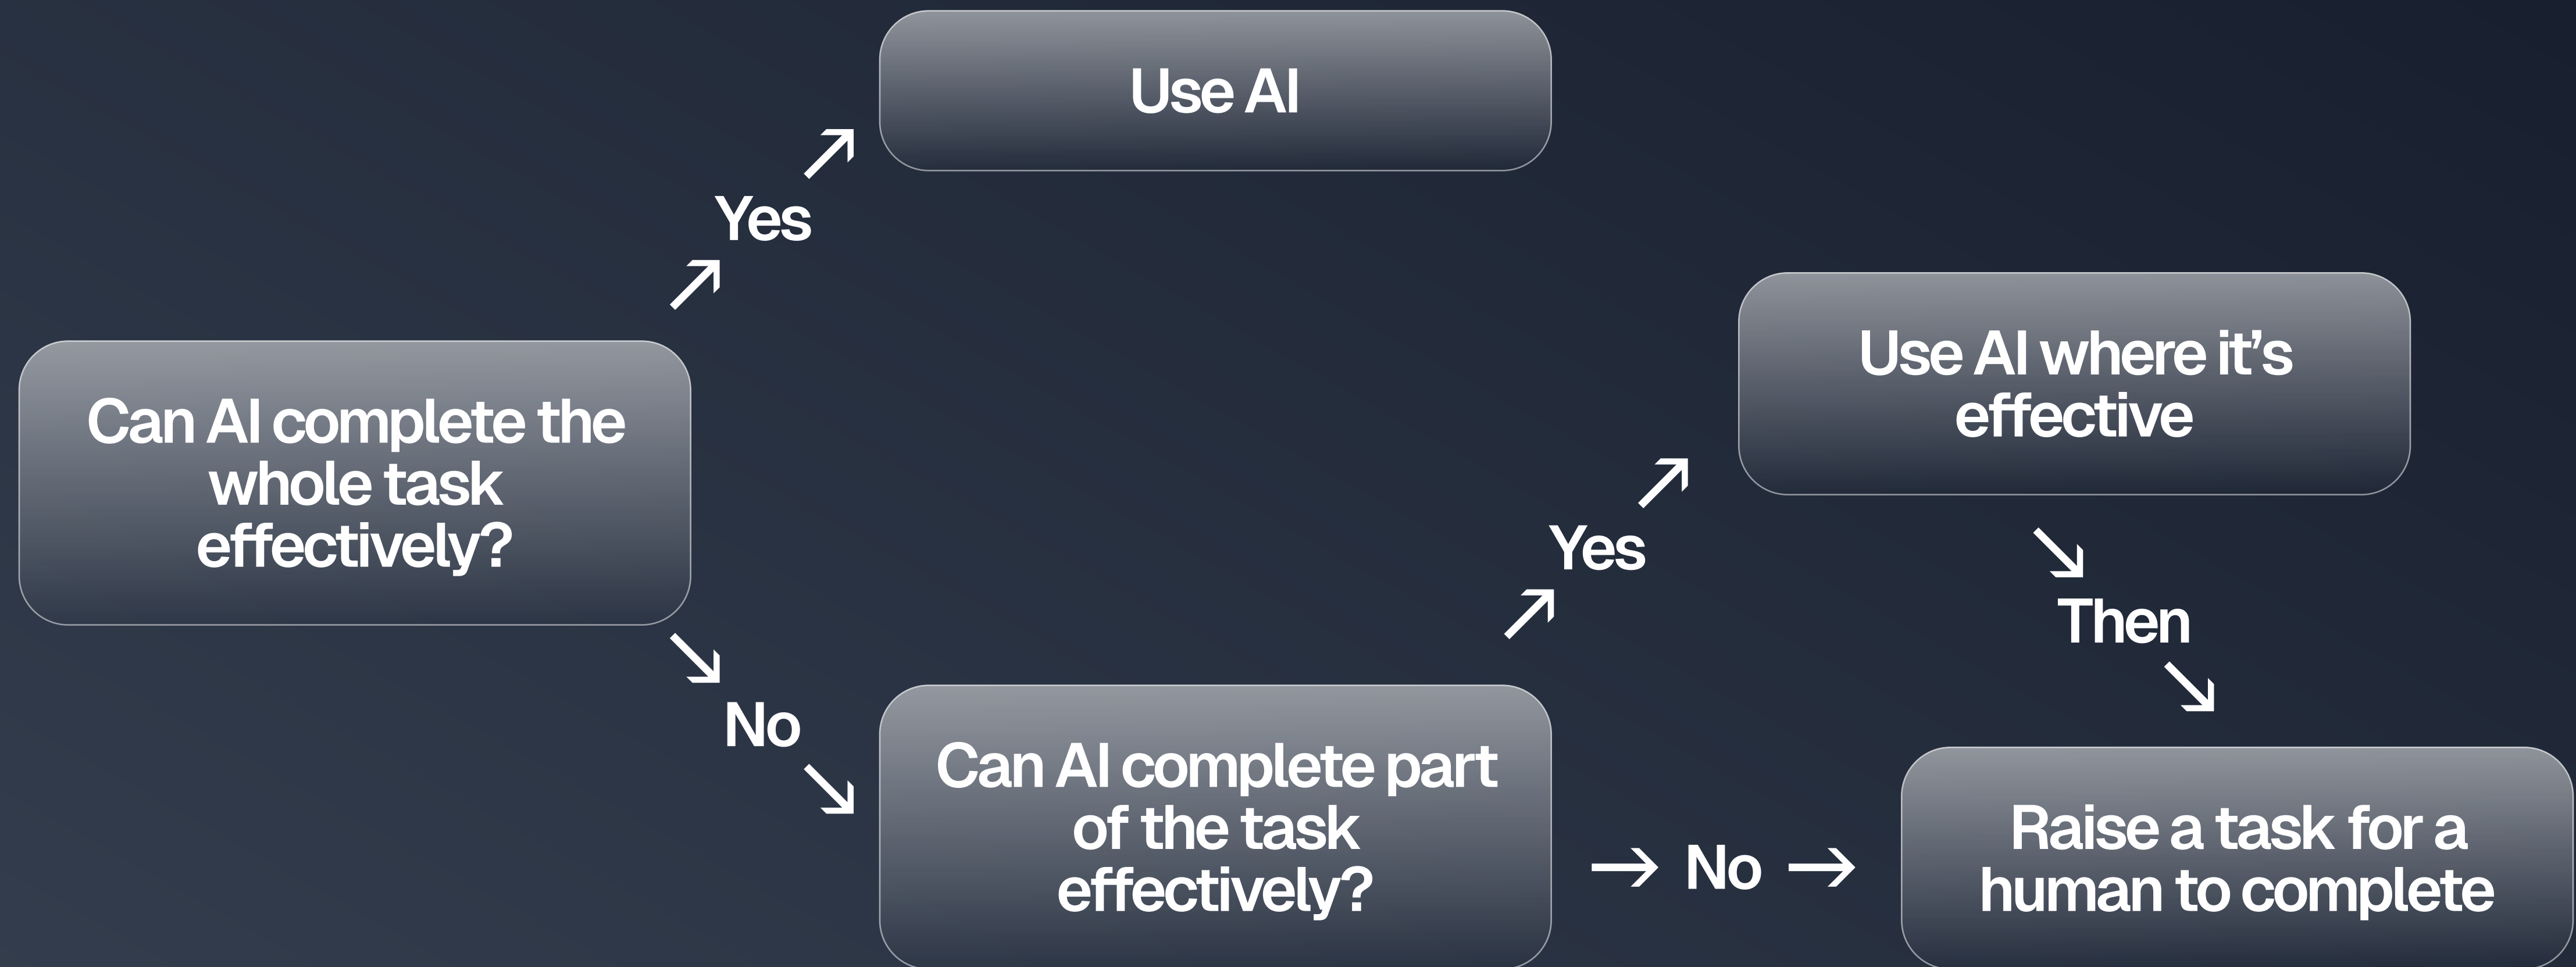 Use AI
Yes
Can AI complete the
whole task
effectively?
No
Can AI complete part
of the task
effectively?
Yes
Use AI where it’s
effective
Then
No
Raise a task for a
human to complete